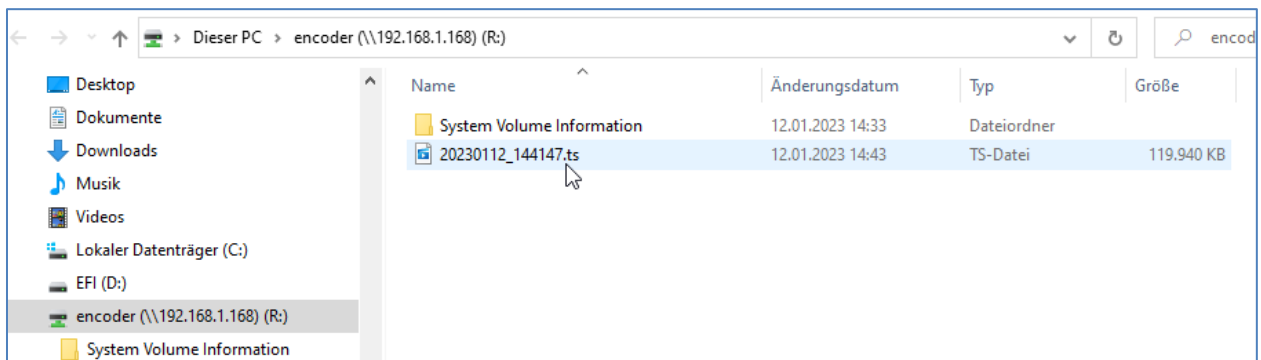 Dieser PC > encoder (\\192.168.1.168) (R:)
encod
Desktop
Dokumente
Downloads
Musik
Videos
Lokaler Datenträger (C:)
EFI (D:)
encoder (\\192.168.1.168) (R:)
System Volume Information
Name Änderungsdatum Typ Größe
System Volume Information 12.01.2023 14:33 Dateiordner
20230112_144147.ts 12.01.2023 14:43 TS-Datei 119.940 KB